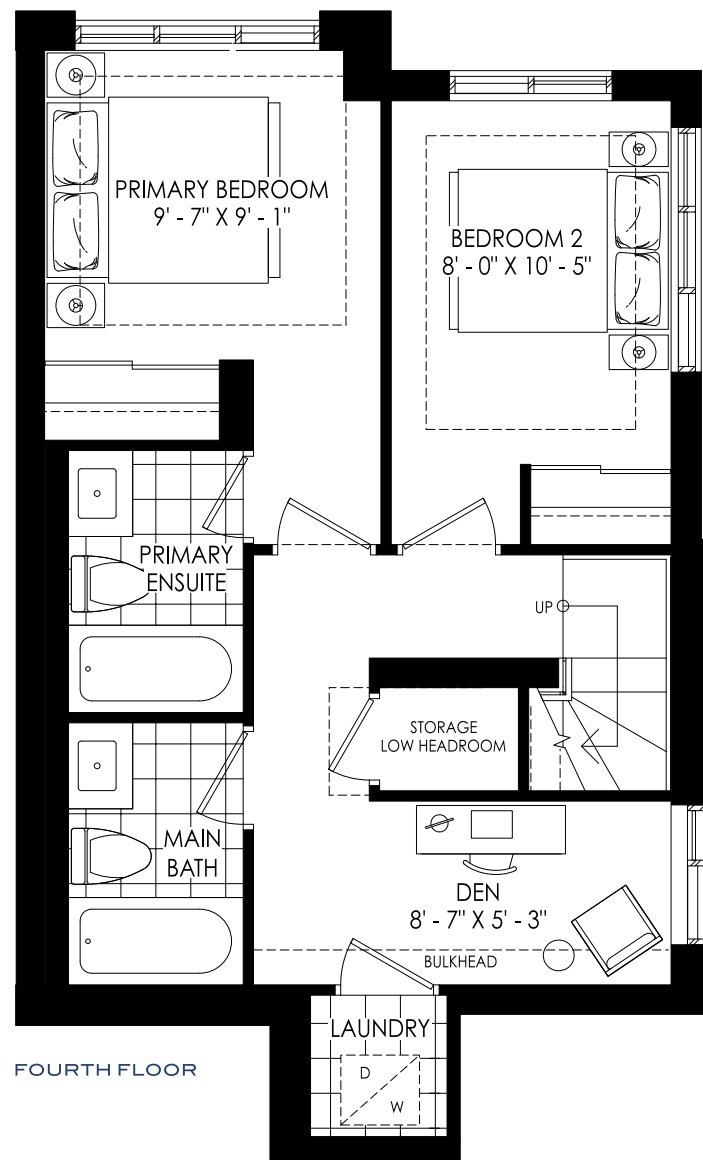 PRIMARY BEDROOM
9' - 7" X 9' - 1"
BEDROOM 2
8' - 0" X 10' - 5"
PRIMARY
ENSUITE
UP
STORAGE
LOW HEADROOM
MAIN
BATH
DEN
8' - 7" X 5' - 3"
BULKHEAD
LAUNDRY
D
W
FOURTH FLOOR